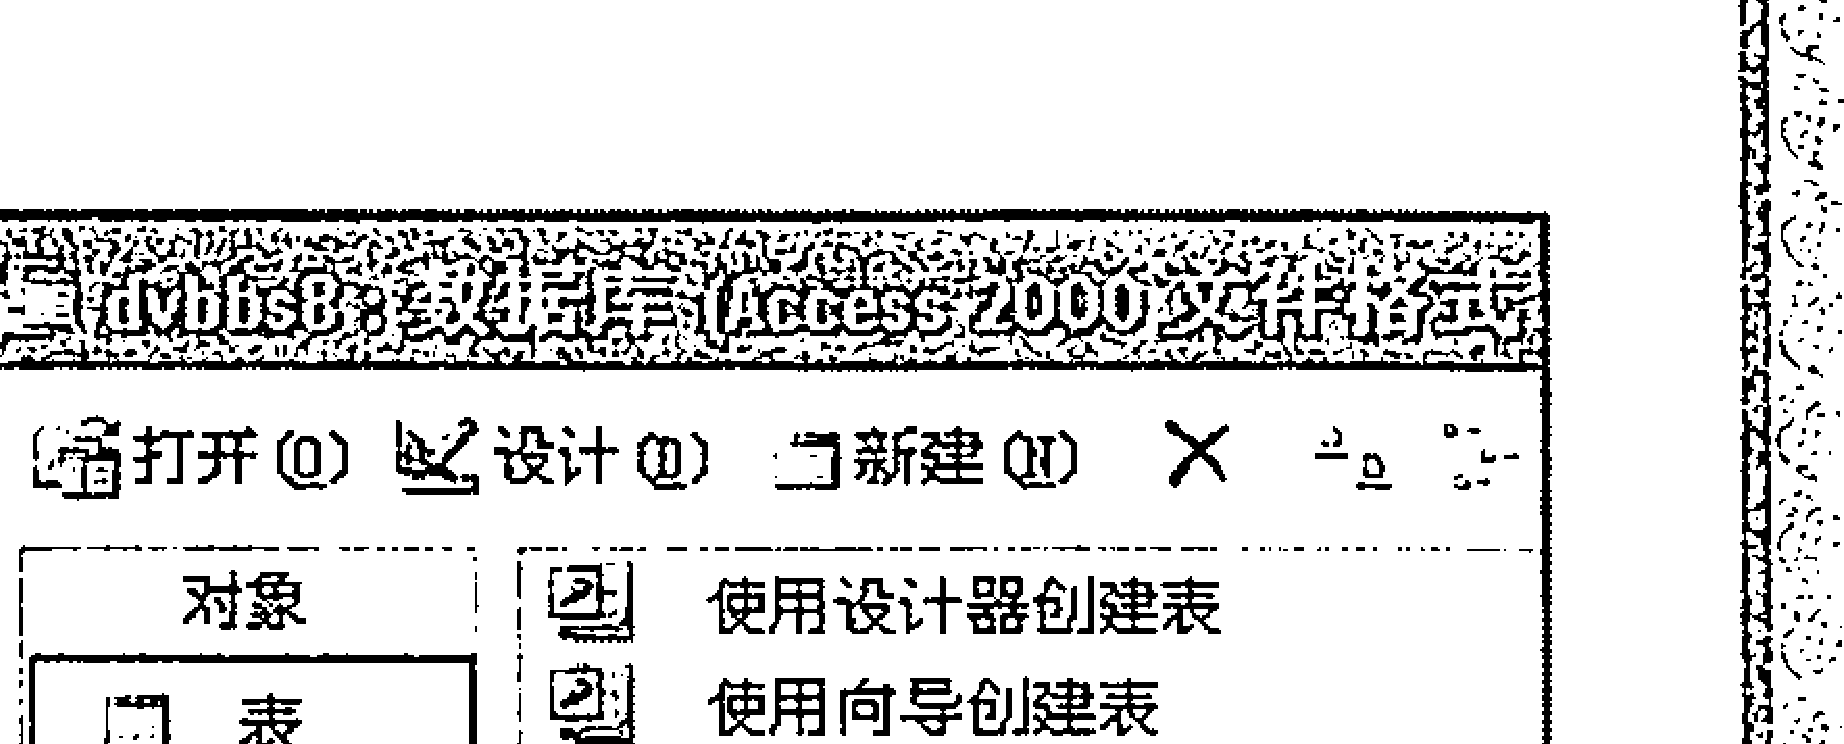 dvbbs8: 数据库 (Access 2000 文件格式
打开(O) 设计(D) 新建(N)
对象
使用设计器创建表
表
使用向导创建表